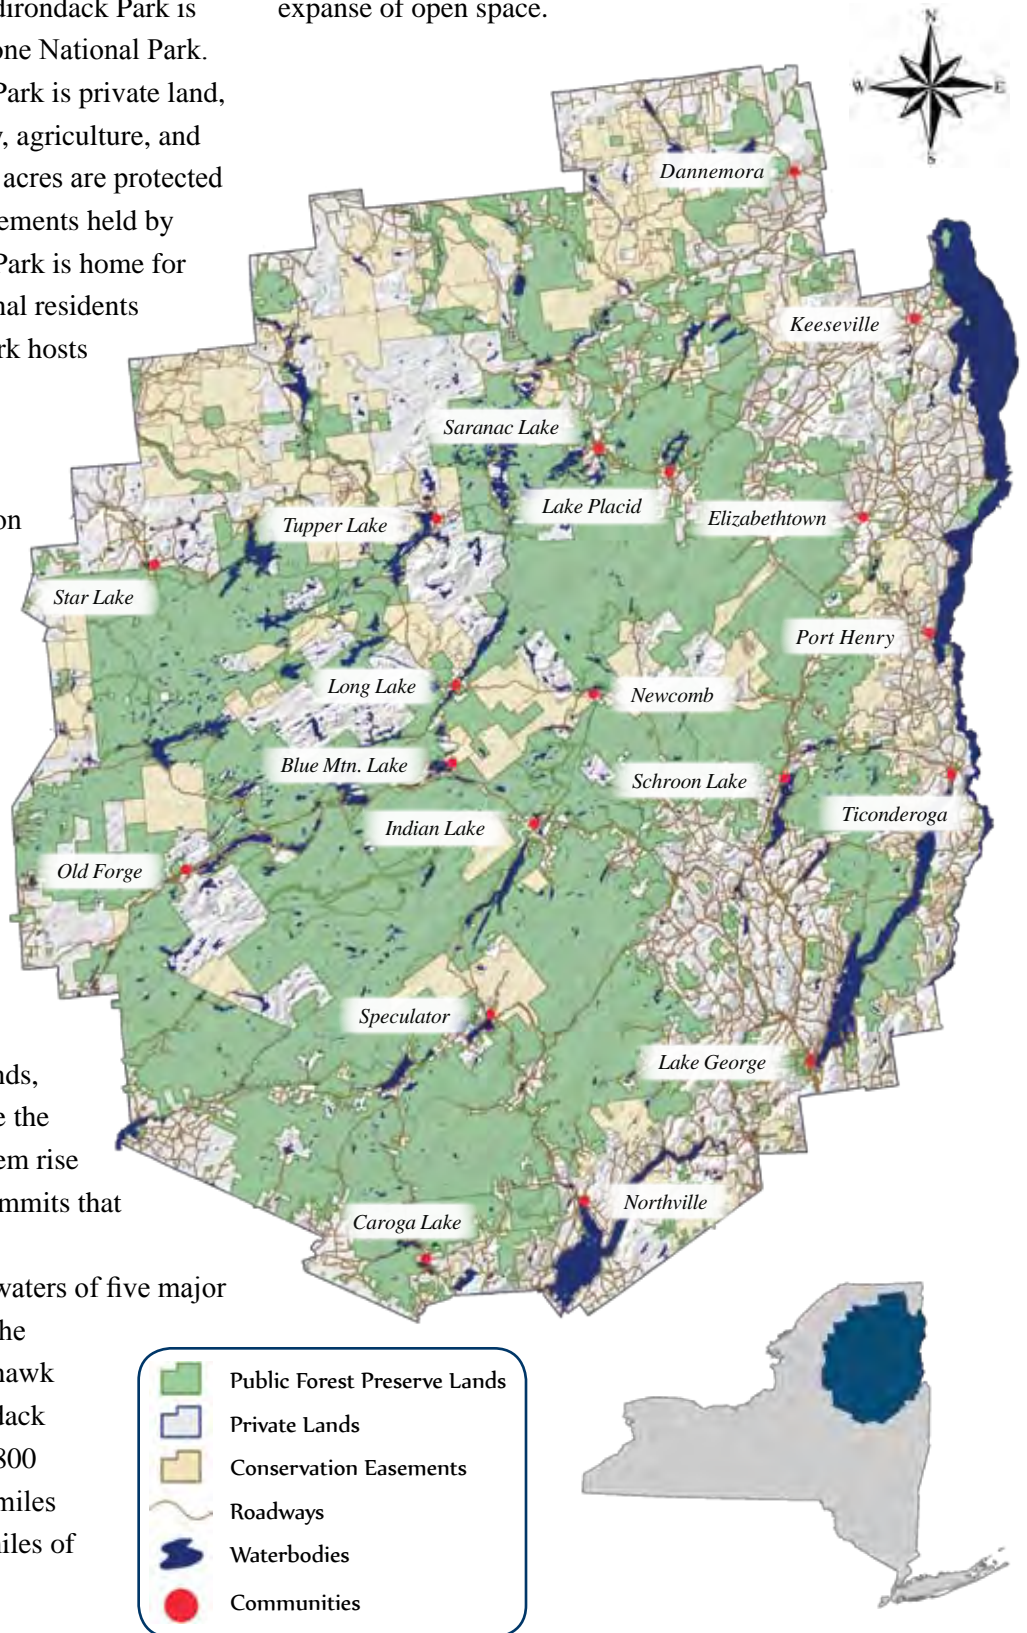 dirondack Park is
one National Park.
Park is private land,
, agriculture, and
acres are protected
ements held by
Park is home for
nal residents
rk hosts
on
nds,
e the
em rise
mmits that
waters of five major
he
hawk
dack
800
miles
iles of
expanse of open space.
N
W
E
S
Dannemora
Keeseville
Saranac Lake
Lake Placid
Tupper Lake
Elizabethtown
Star Lake
Port Henry
Long Lake
Newcomb
Blue Mtn. Lake
Schroon Lake
Indian Lake
Ticonderoga
Old Forge
Speculator
Lake George
Northville
Caroga Lake
Public Forest Preserve Lands
Private Lands
Conservation Easements
Roadways
Waterbodies
Communities